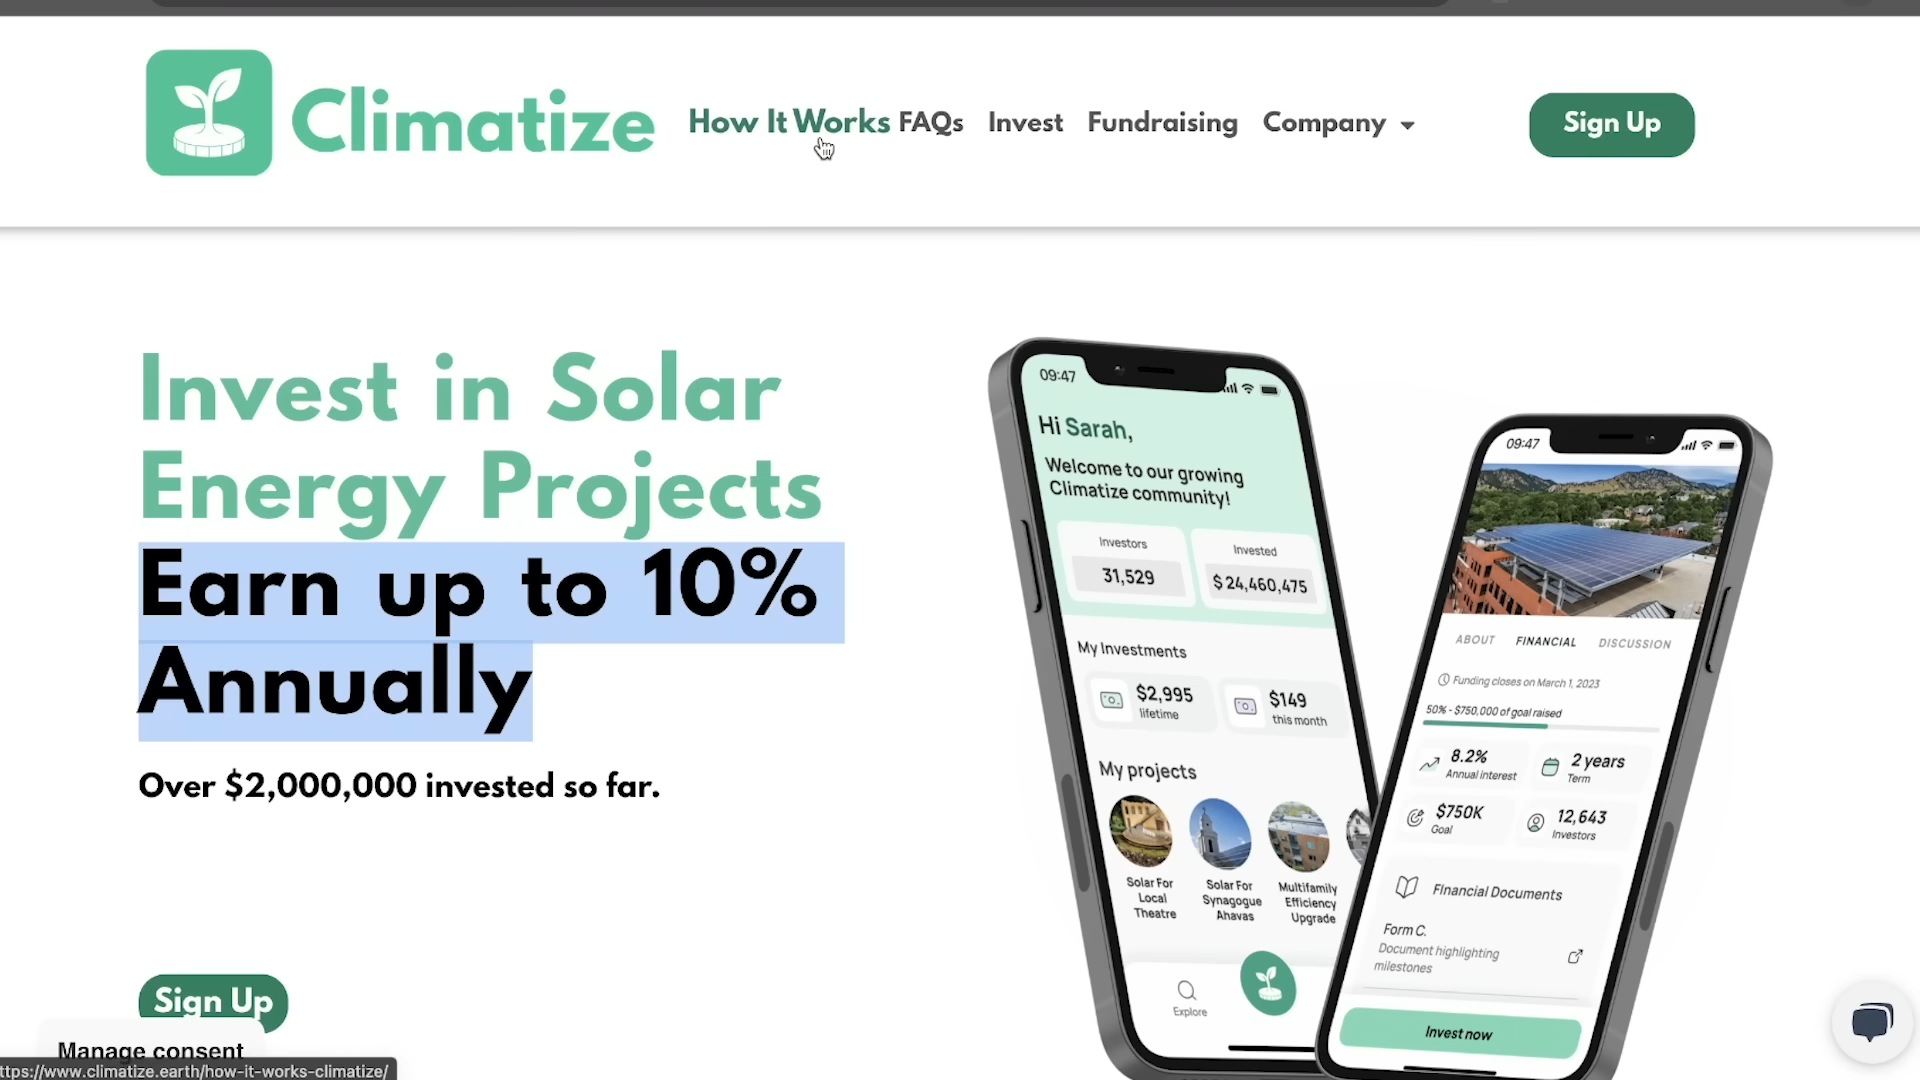 Climatize
How It Works FAQs Invest Fundraising Company
Sign Up
Invest in Solar
Energy Projects
Earn up to 10%
Annually
Over $2,000,000 invested so far.
Sign Up
Manage consent
ttps://www.climatize.earth/how-it-works-climatize/
09:47
Hi Sarah,
Welcome to our growing
Climatize community!
Investors
31,529
Invested
$ 24,460,475
My Investments
$2,995
lifetime
$149
this month
My projects
Solar For
Local
Theatre
Solar For
Synagogue
Ahavas
Multifamily
Efficiency
Upgrade
Explore
09:47
ABOUT FINANCIAL DISCUSSION
Funding closes on March 1, 2023
50% - $750,000 of goal raised
8.2%
Annual interest
2 years
Term
$750K
Goal
12,643
Investors
Financial Documents
Form C.
Document highlighting
milestones
Invest now